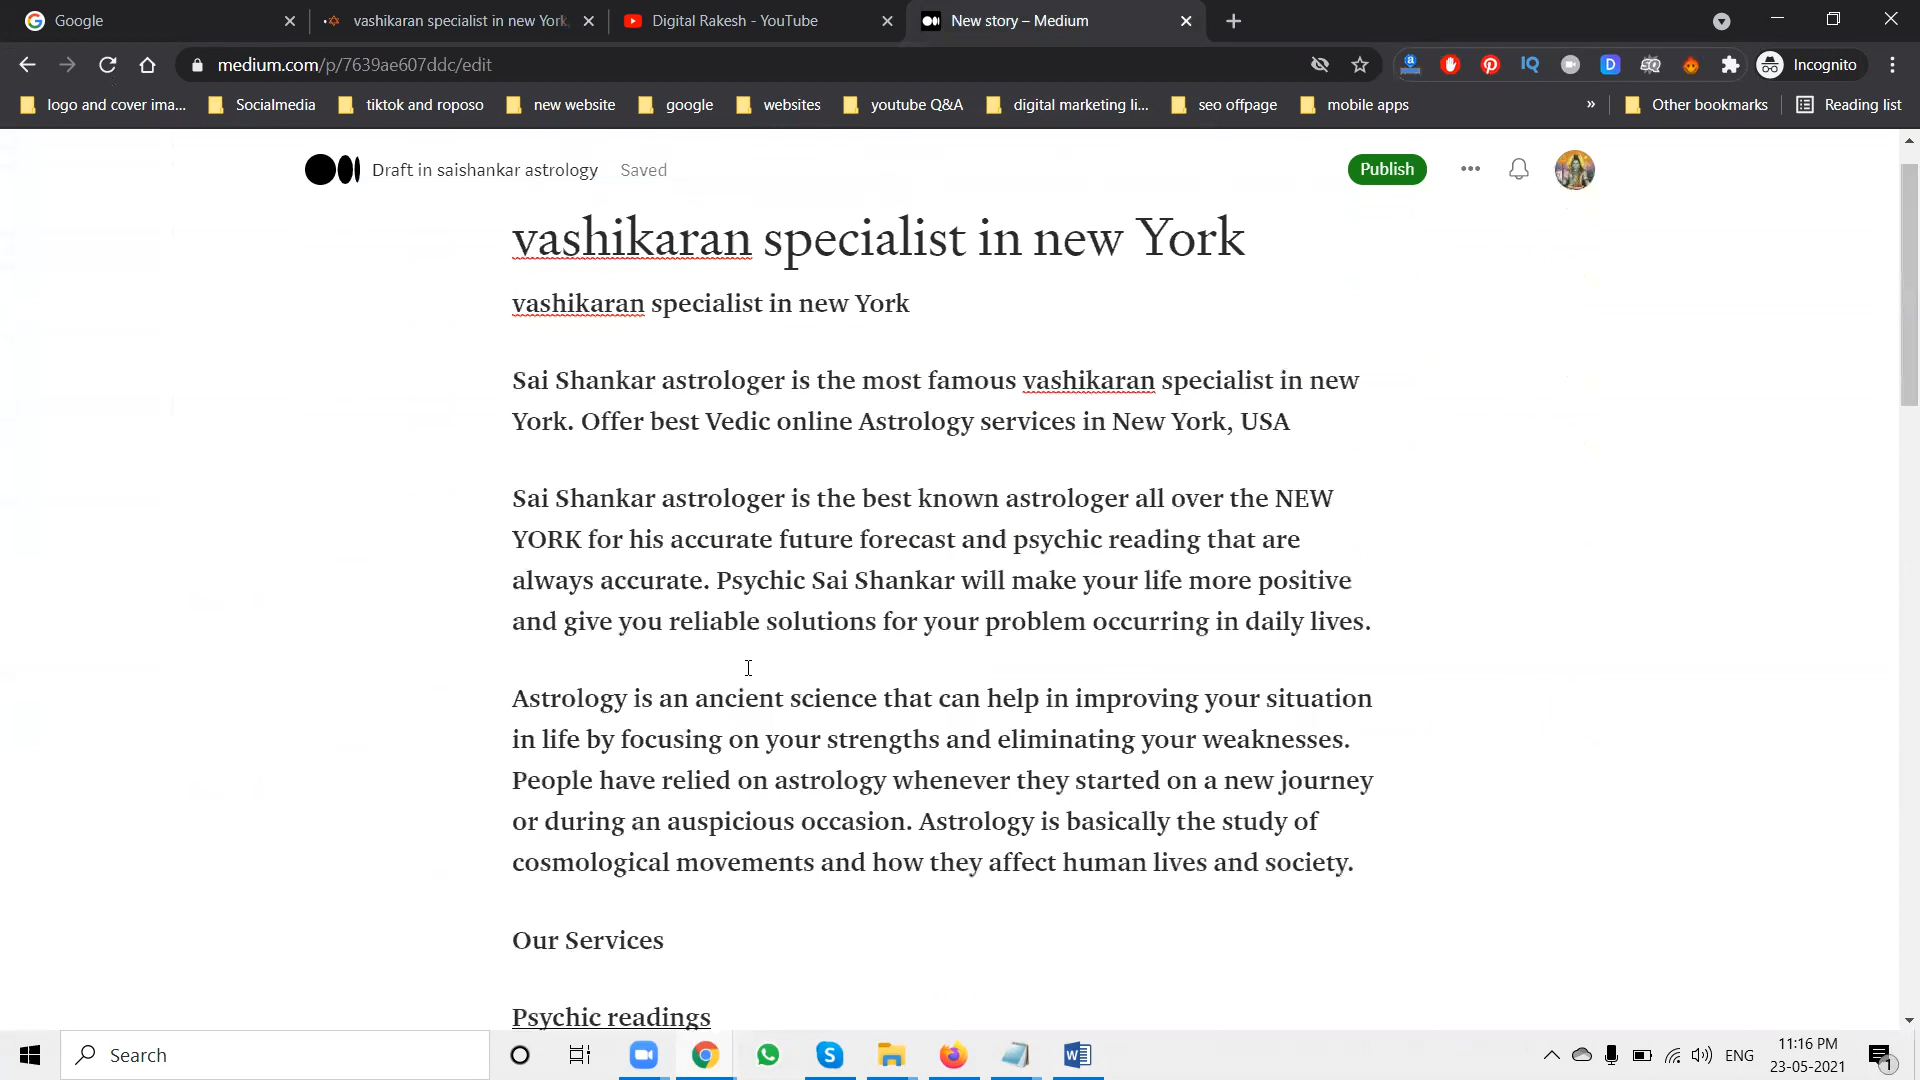 Google
vashikaran specialist in new York,
Digital Rakesh - YouTube
New story – Medium
medium.com/p/7639ae607ddc/edit
Incognito
logo and cover ima...
Socialmedia
tiktok and roposo
new website
google
websites
youtube Q&A
digital marketing li...
seo offpage
mobile apps
»
Other bookmarks
Reading list
Draft in saishankar astrology
Saved
Publish
vashikaran specialist in new York
vashikaran specialist in new York
Sai Shankar astrologer is the most famous vashikaran specialist in new
York. Offer best Vedic online Astrology services in New York, USA
Sai Shankar astrologer is the best known astrologer all over the NEW
YORK for his accurate future forecast and psychic reading that are
always accurate. Psychic Sai Shankar will make your life more positive
and give you reliable solutions for your problem occurring in daily lives.
Astrology is an ancient science that can help in improving your situation
in life by focusing on your strengths and eliminating your weaknesses.
People have relied on astrology whenever they started on a new journey
or during an auspicious occasion. Astrology is basically the study of
cosmological movements and how they affect human lives and society.
Our Services
Psychic readings
Search
ENG
11:16 PM
23-05-2021
1